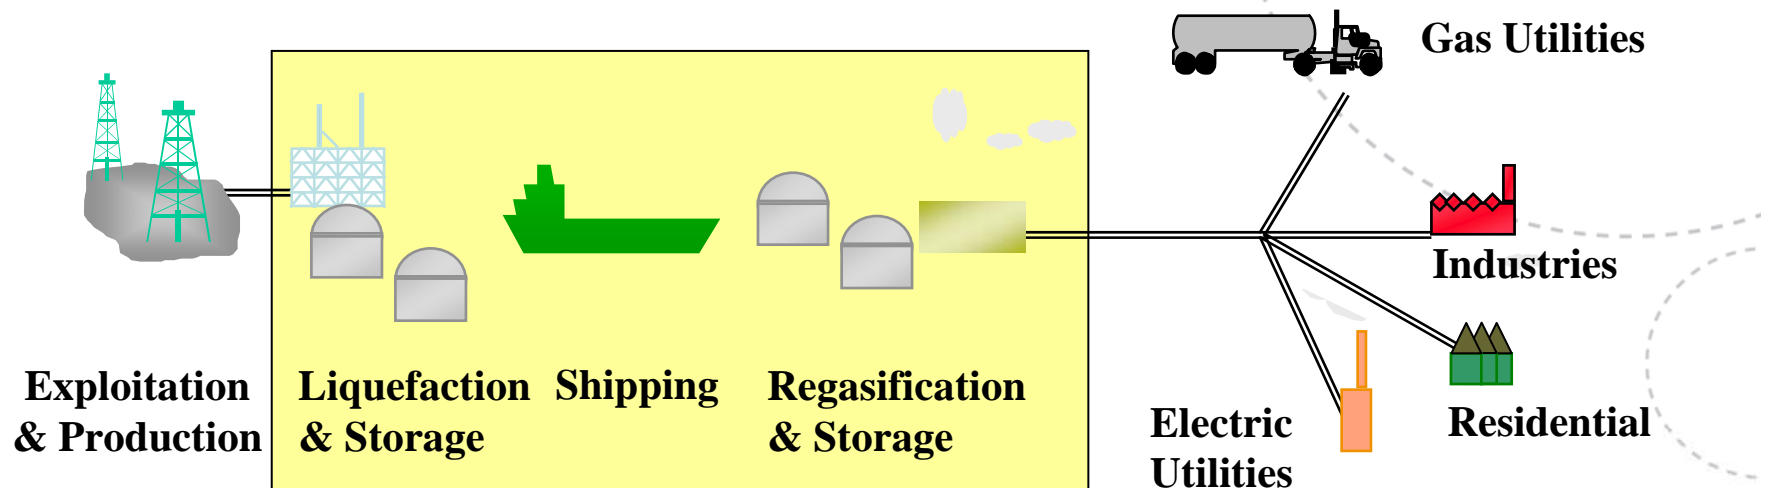 Gas Utilities
Industries
Exploitation
& Production
Liquefaction
& Storage
Shipping
Regasification
& Storage
Electric
Utilities
Residential